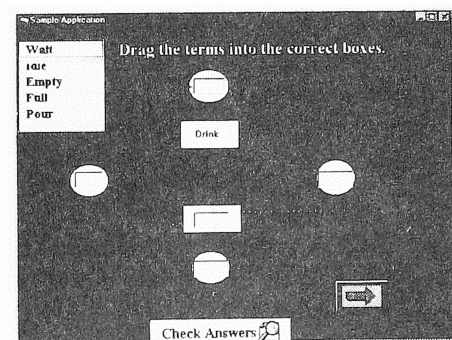 Sample Application
Drag the terms into the correct boxes.
Wait
Idle
Empty
Full
Pour
Drink
Check Answers